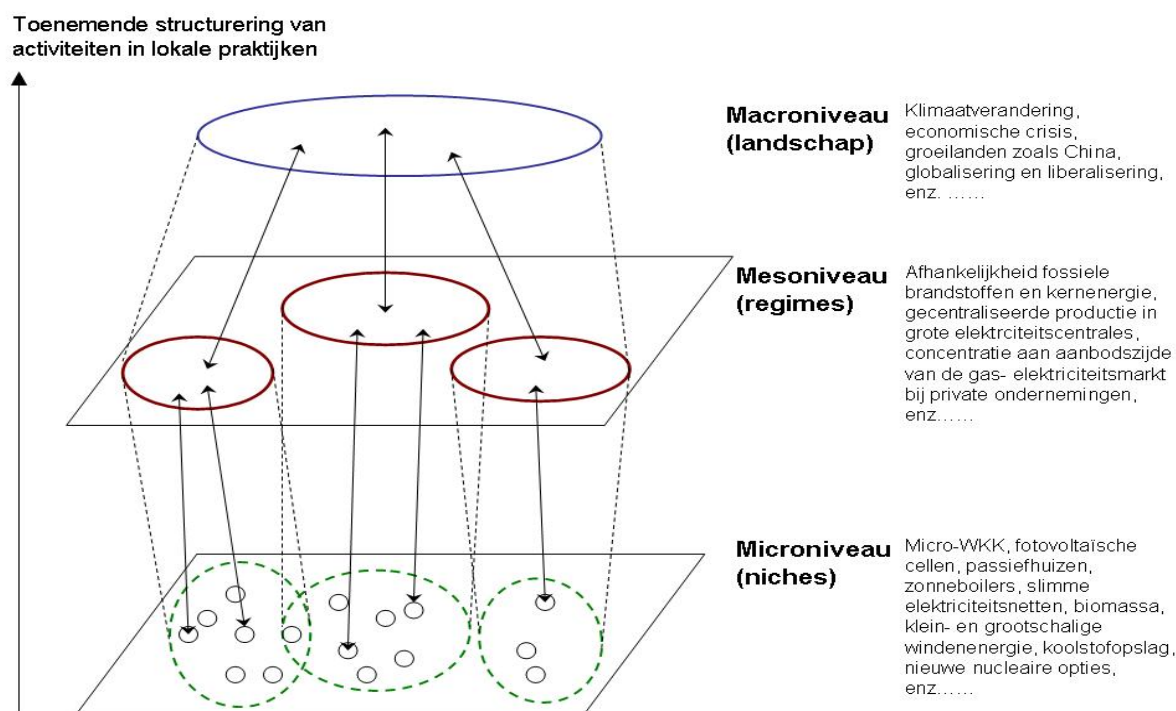 Toenemende structurering van
activiteiten in lokale praktijken
Macroniveau
(landschap)
Klimaatverandering,
economische crisis,
groeilanden zoals China,
globalisering en liberalisering,
enz. ……
Mesoniveau
(regimes)
Afhankelijkheid fossiele
brandstoffen en kernenergie,
gecentraliseerde productie in
grote elektrciteitscentrales,
concentratie aan aanbodszijde
van de gas- elektriciteitsmarkt
bij private ondernemingen,
enz……
Microniveau
(niches)
Micro-WKK, fotovoltaïsche
cellen, passiefhuizen,
zonneboilers, slimme
elektriciteitsnetten, biomassa,
klein- en grootschalige
windenenergie, koolstofopslag,
nieuwe nucleaire opties,
enz……